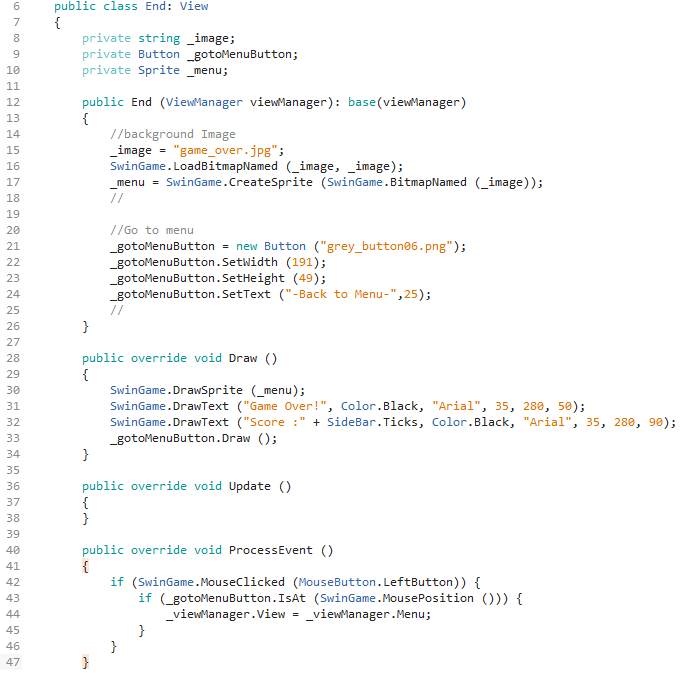 6 public class End: View
7 {
8 private string _image;
9 private Button _gotoMenuButton;
10 private Sprite _menu;
11
12 public End (ViewManager viewManager): base(viewManager)
13 {
14 //background Image
15 _image = "game_over.jpg";
16 SwinGame.LoadBitmapNamed (_image, _image);
17 _menu = SwinGame.CreateSprite (SwinGame.BitmapNamed (_image));
18 //
19
20 //Go to menu
21 _gotoMenuButton = new Button ("grey_button06.png");
22 _gotoMenuButton.SetWidth (191);
23 _gotoMenuButton.SetHeight (49);
24 _gotoMenuButton.SetText ("-Back to Menu-",25);
25 //
26 }
27
28 public override void Draw ()
29 {
30 SwinGame.DrawSprite (_menu);
31 SwinGame.DrawText ("Game Over!", Color.Black, "Arial", 35, 280, 50);
32 SwinGame.DrawText ("Score :" + SideBar.Ticks, Color.Black, "Arial", 35, 280, 90);
33 _gotoMenuButton.Draw ();
34 }
35
36 public override void Update ()
37 {
38 }
39
40 public override void ProcessEvent ()
41 {
42 if (SwinGame.MouseClicked (MouseButton.LeftButton)) {
43 if (_gotoMenuButton.IsAt (SwinGame.MousePosition ())) {
44 _viewManager.View = _viewManager.Menu;
45 }
46 }
47 }